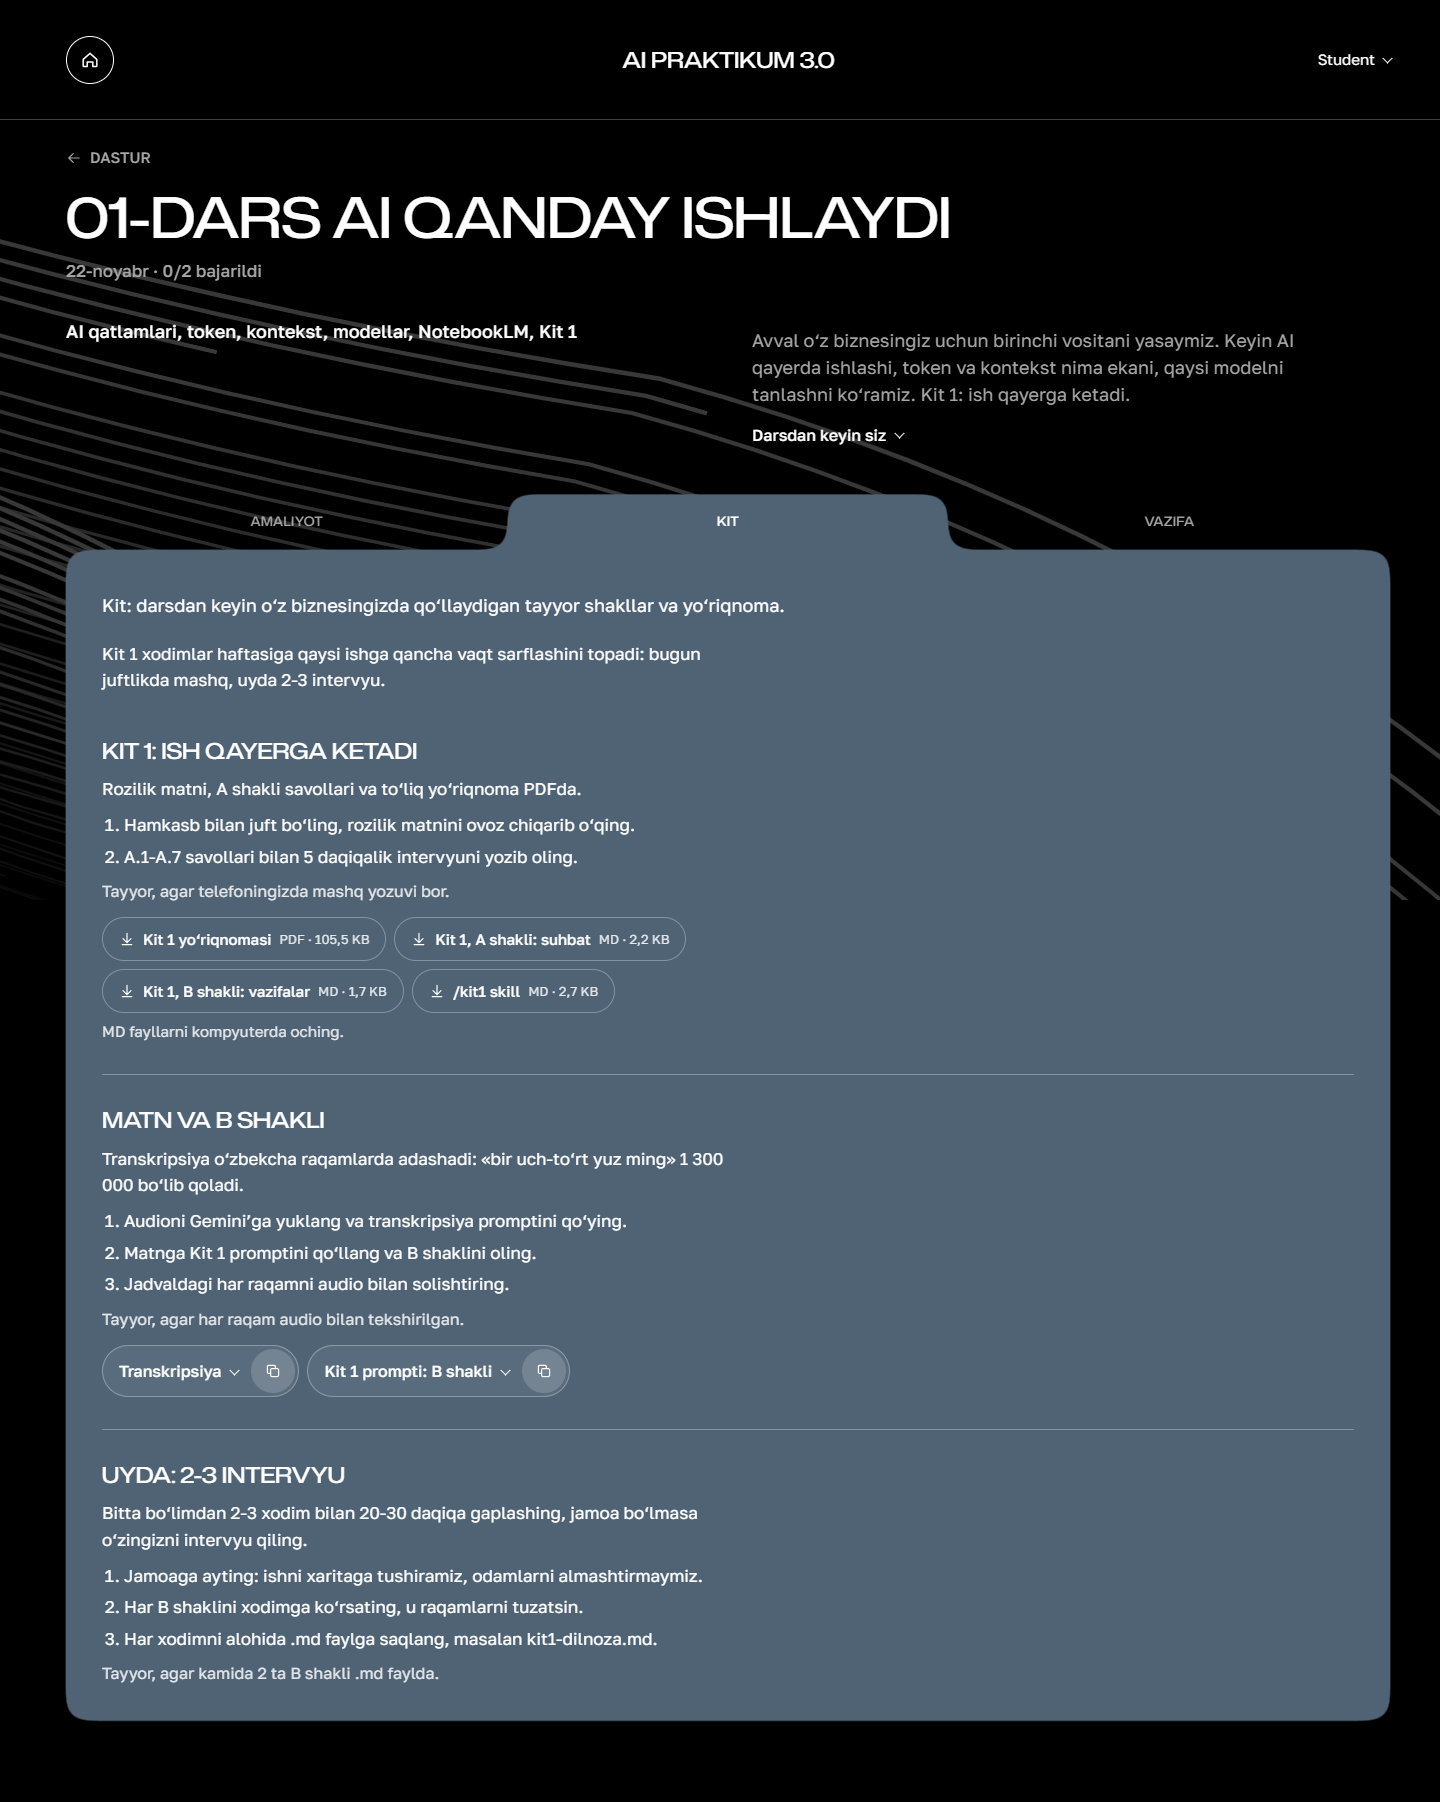 AI PRAKTIKUM 3.0
Student
DASTUR
01-DARS AI QANDAY ISHLAYDI
22-noyabr · 0/2 bajarildi
AI qatlamlari, token, kontekst, modellar, NotebookLM, Kit 1
Avval o‘z biznesingiz uchun birinchi vositani yasaymiz. Keyin AI
qayerda ishlashi, token va kontekst nima ekani, qaysi modelni
tanlashni ko‘ramiz. Kit 1: ish qayerga ketadi.
Darsdan keyin siz
AMALIYOT
KIT
VAZIFA
Kit: darsdan keyin o‘z biznesingizda qo‘llaydigan tayyor shakllar va yo‘riqnoma.
Kit 1 xodimlar haftasiga qaysi ishga qancha vaqt sarflashini topadi: bugun
juftlikda mashq, uyda 2-3 intervyu.
KIT 1: ISH QAYERGA KETADI
Rozilik matni, A shakli savollari va to‘liq yo‘riqnoma PDFda.
1. Hamkasb bilan juft bo‘ling, rozilik matnini ovoz chiqarib o‘qing.
2. A.1-A.7 savollari bilan 5 daqiqalik intervyuni yozib oling.
Tayyor, agar telefoningizda mashq yozuvi bor.
Kit 1 yo‘riqnomasi PDF · 105,5 KB
Kit 1, A shakli: suhbat MD · 2,2 KB
Kit 1, B shakli: vazifalar MD · 1,7 KB
/kit1 skill MD · 2,7 KB
MD fayllarni kompyuterda oching.
MATN VA B SHAKLI
Transkripsiya o‘zbekcha raqamlarda adashadi: «bir uch-to‘rt yuz ming» 1 300
000 bo‘lib qoladi.
1. Audioni Gemini’ga yuklang va transkripsiya promptini qo‘ying.
2. Matnga Kit 1 promptini qo‘llang va B shaklini oling.
3. Jadvaldagi har raqamni audio bilan solishtiring.
Tayyor, agar har raqam audio bilan tekshirilgan.
Transkripsiya
Kit 1 prompti: B shakli
UYDA: 2-3 INTERVYU
Bitta bo‘limdan 2-3 xodim bilan 20-30 daqiqa gaplashing, jamoa bo‘lmasa
o‘zingizni intervyu qiling.
1. Jamoaga ayting: ishni xaritaga tushiramiz, odamlarni almashtirmaymiz.
2. Har B shaklini xodimga ko‘rsating, u raqamlarni tuzatsin.
3. Har xodimni alohida .md faylga saqlang, masalan kit1-dilnoza.md.
Tayyor, agar kamida 2 ta B shakli .md faylda.